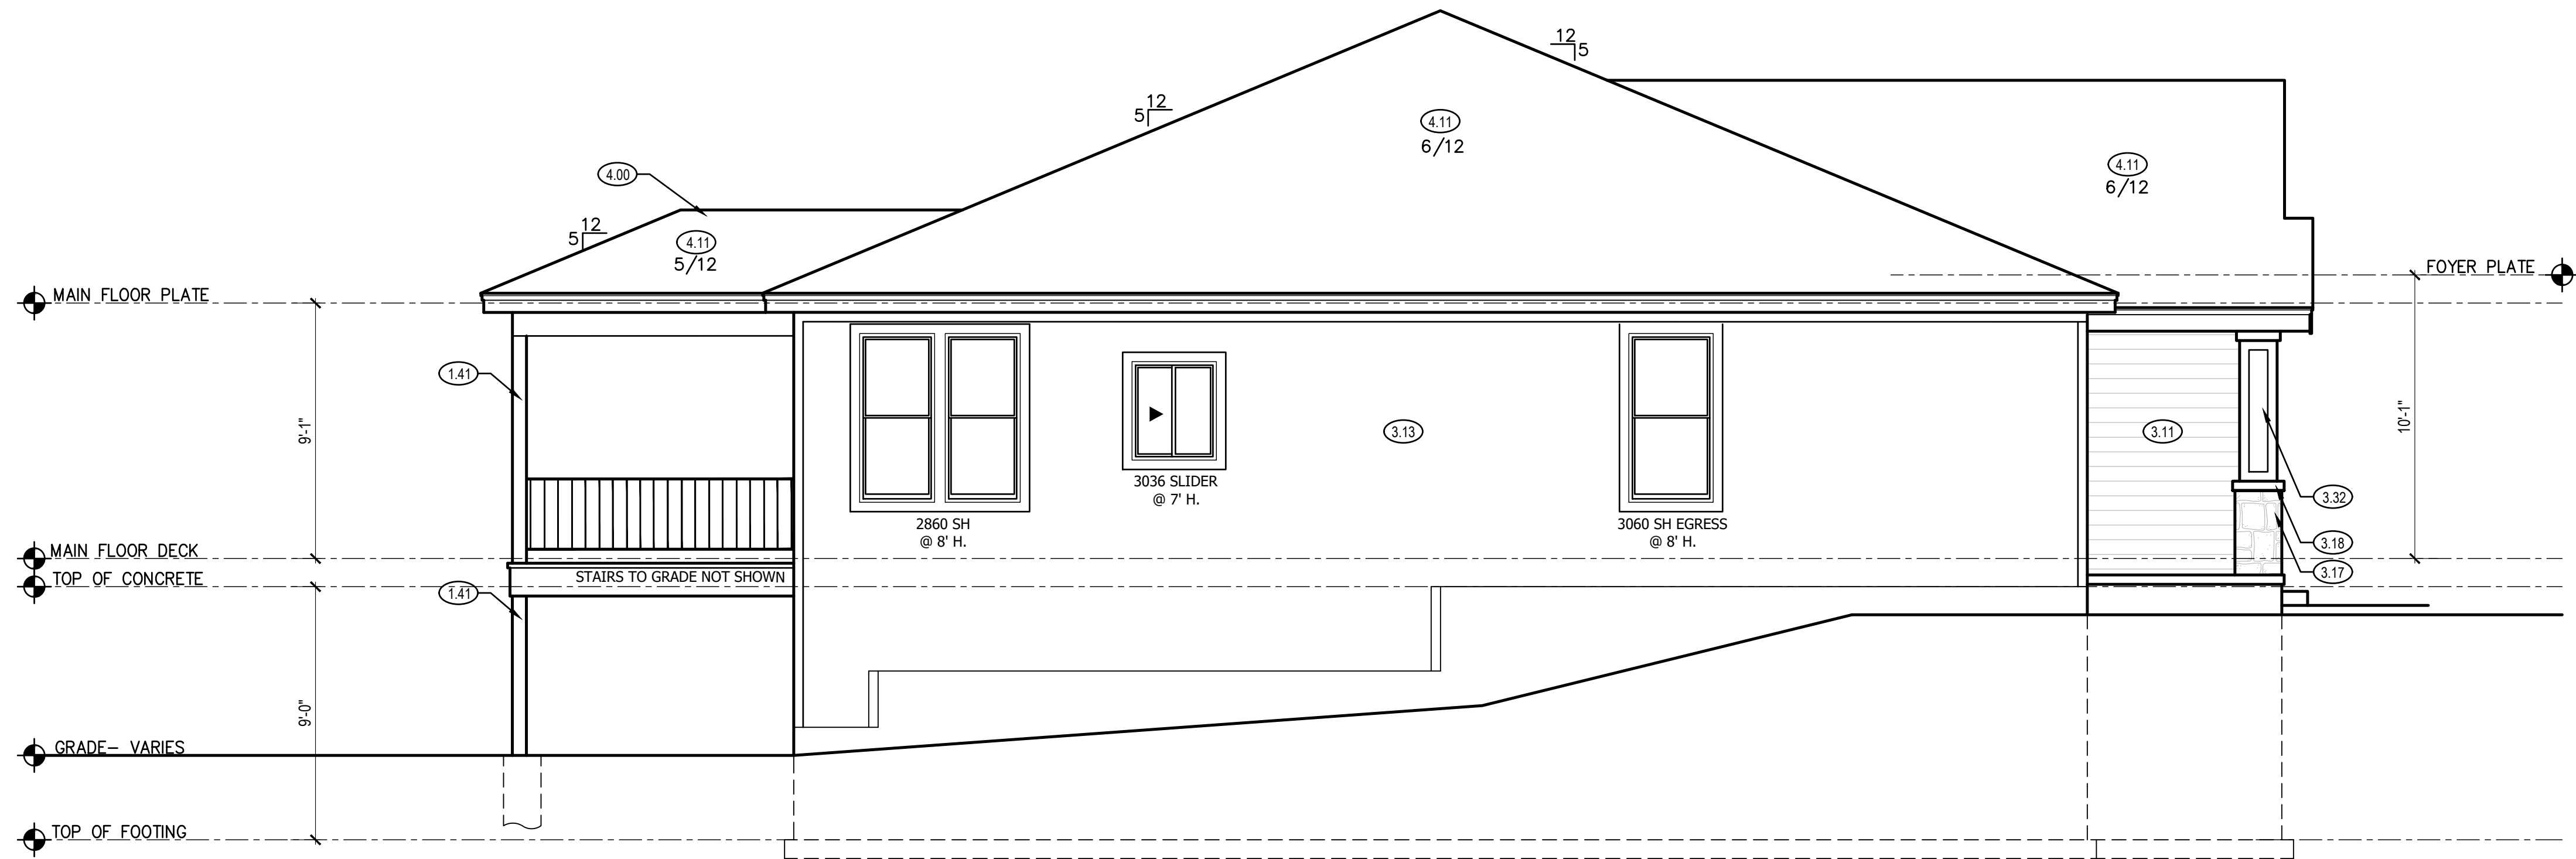 12
5
12
5
4.11
6/12
4.11
6/12
4.00
12
5
4.11
5/12
FOYER PLATE
MAIN FLOOR PLATE
1.41
9'-1"
10'-1"
3.13
3.11
3036 SLIDER
@ 7' H.
3.32
2860 SH
@ 8' H.
3060 SH EGRESS
@ 8' H.
3.18
MAIN FLOOR DECK
3.17
TOP OF CONCRETE
STAIRS TO GRADE NOT SHOWN
1.41
9'-0"
GRADE- VARIES
TOP OF FOOTING